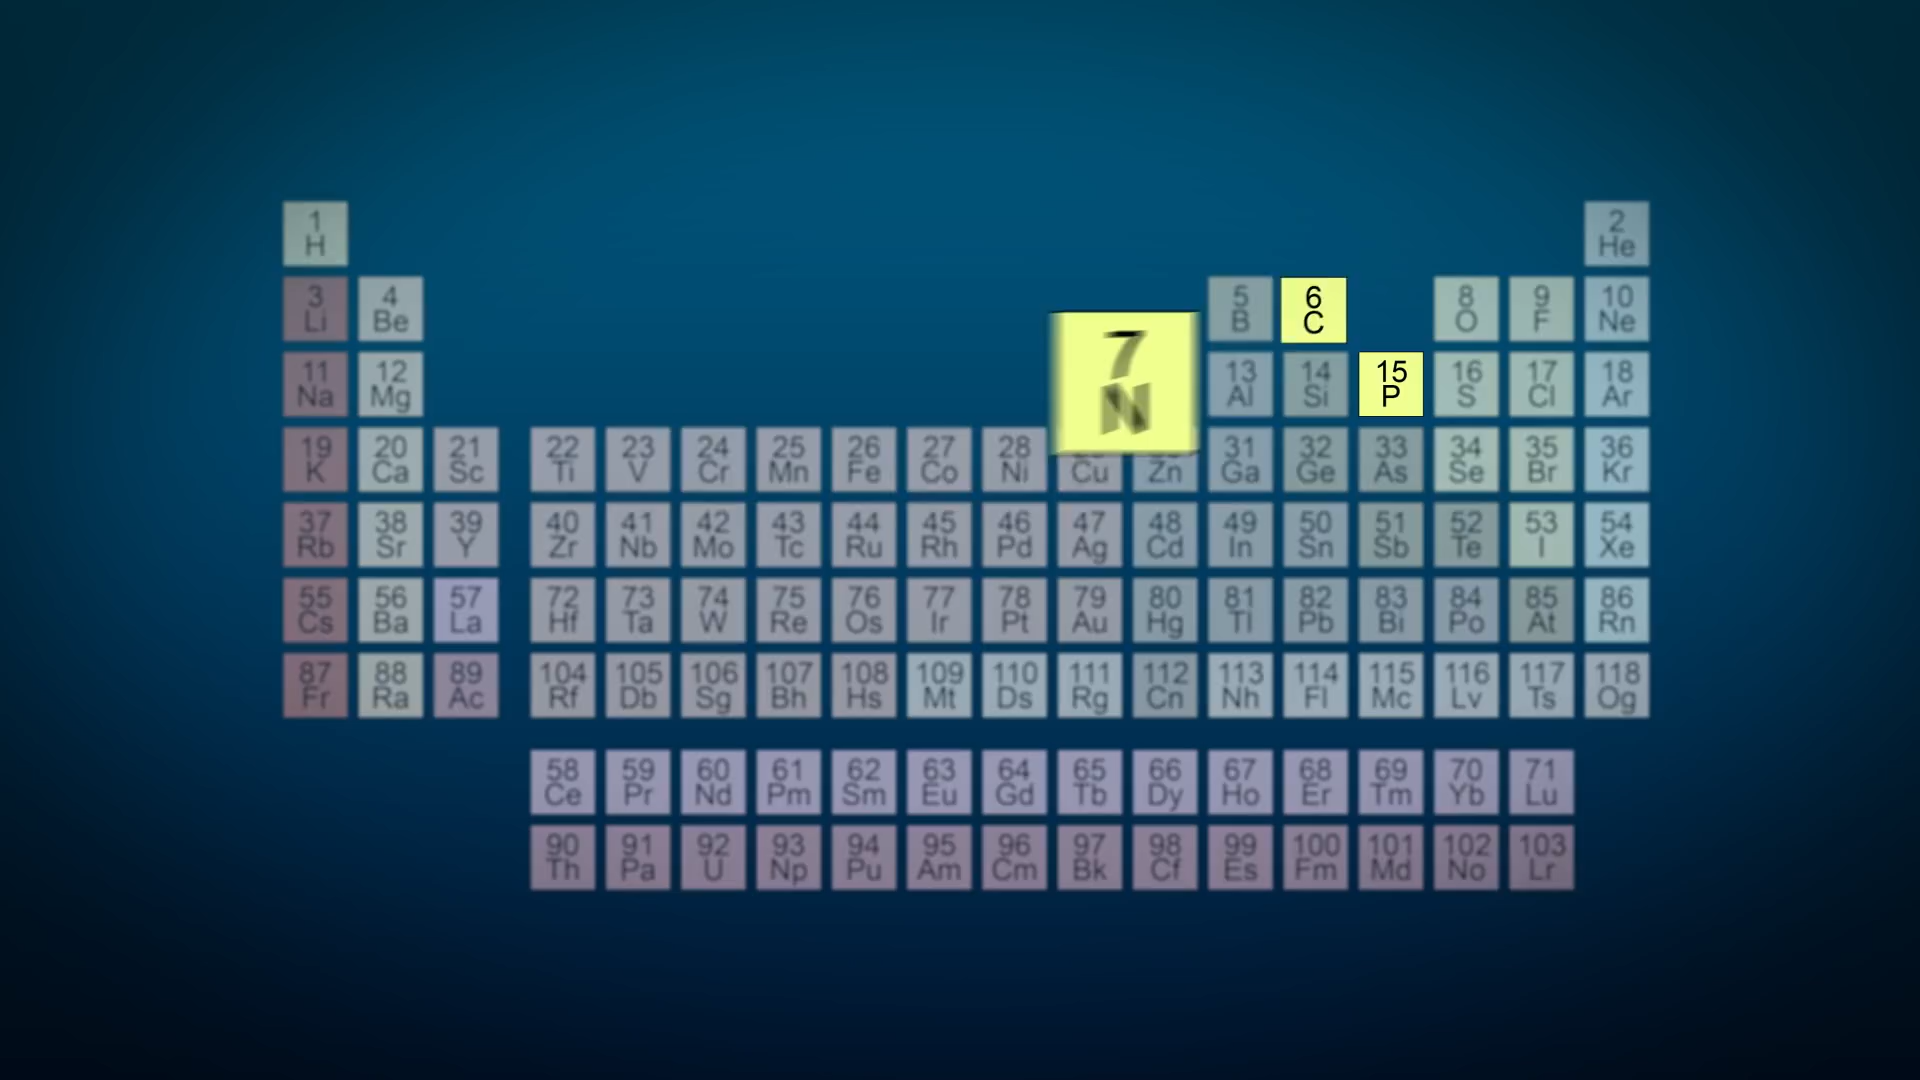 1 2
H He
3 4 5 6 8 9 10
Li Be B C O F Ne
7
N
11 12 13 14 15 16 17 18
Na Mg Al Si P S Cl Ar
19 20 21 22 23 24 25 26 27 28 31 32 33 34 35 36
K Ca Sc Ti V Cr Mn Fe Co Ni Cu Zn Ga Ge As Se Br Kr
37 38 39 40 41 42 43 44 45 46 47 48 49 50 51 52 53 54
Rb Sr Y Zr Nb Mo Tc Ru Rh Pd Ag Cd In Sn Sb Te I Xe
55 56 57 72 73 74 75 76 77 78 79 80 81 82 83 84 85 86
Cs Ba La Hf Ta W Re Os Ir Pt Au Hg Tl Pb Bi Po At Rn
87 88 89 104 105 106 107 108 109 110 111 112 113 114 115 116 117 118
Fr Ra Ac Rf Db Sg Bh Hs Mt Ds Rg Cn Nh Fl Mc Lv Ts Og
58 59 60 61 62 63 64 65 66 67 68 69 70 71
Ce Pr Nd Pm Sm Eu Gd Tb Dy Ho Er Tm Yb Lu
90 91 92 93 94 95 96 97 98 99 100 101 102 103
Th Pa U Np Pu Am Cm Bk Cf Es Fm Md No Lr